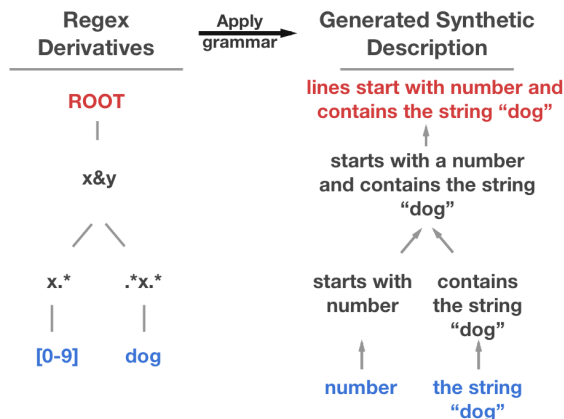 Regex
Derivatives
Apply
grammar
Generated Synthetic
Description
ROOT
x&y
x.*
.*x.*
[0-9]
dog
lines start with number and
contains the string “dog”
starts with a number
and contains the string
“dog”
starts with
number
contains
the string
“dog”
number
the string
“dog”